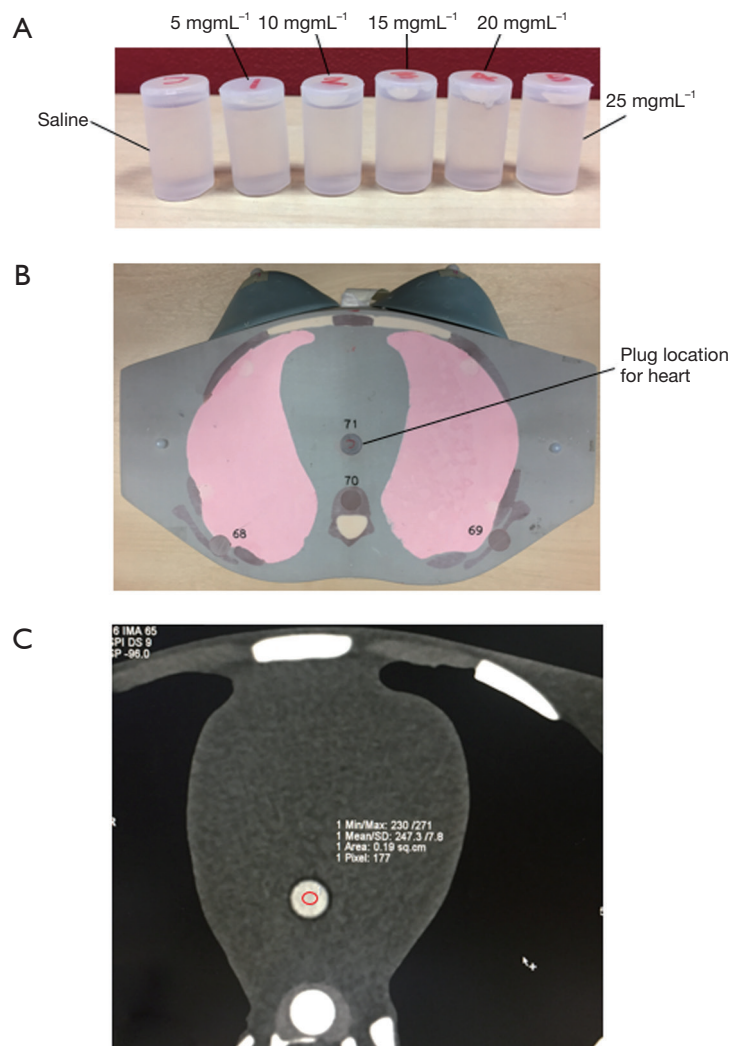 A
5 mgmL⁻¹ 10 mgmL⁻¹ 15 mgmL⁻¹ 20 mgmL⁻¹
Saline
25 mgmL⁻¹
B
Plug location
for heart
71
70
68
69
C
6 IMA 65
SPI DS 9
SP -96.0
1 Min/Max: 230 /271
1 Mean/SD: 247.3 /7.8
1 Area: 0.19 sq.cm
1 Pixel: 177
R